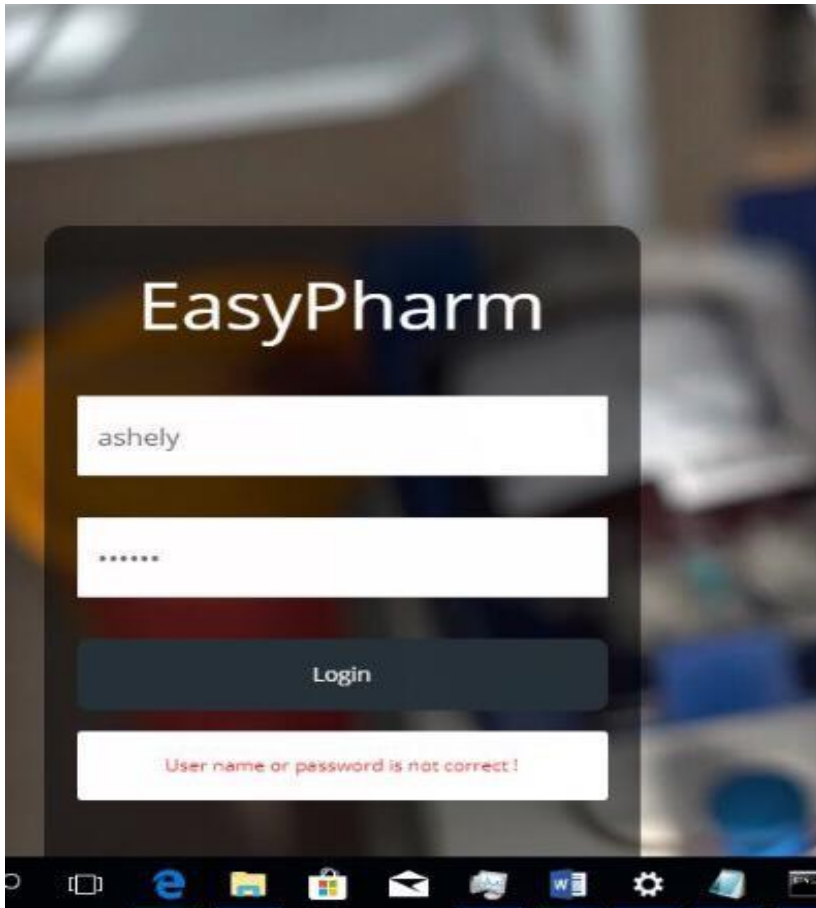 EasyPharm
ashely
••••••
Login
User name or password is not correct !